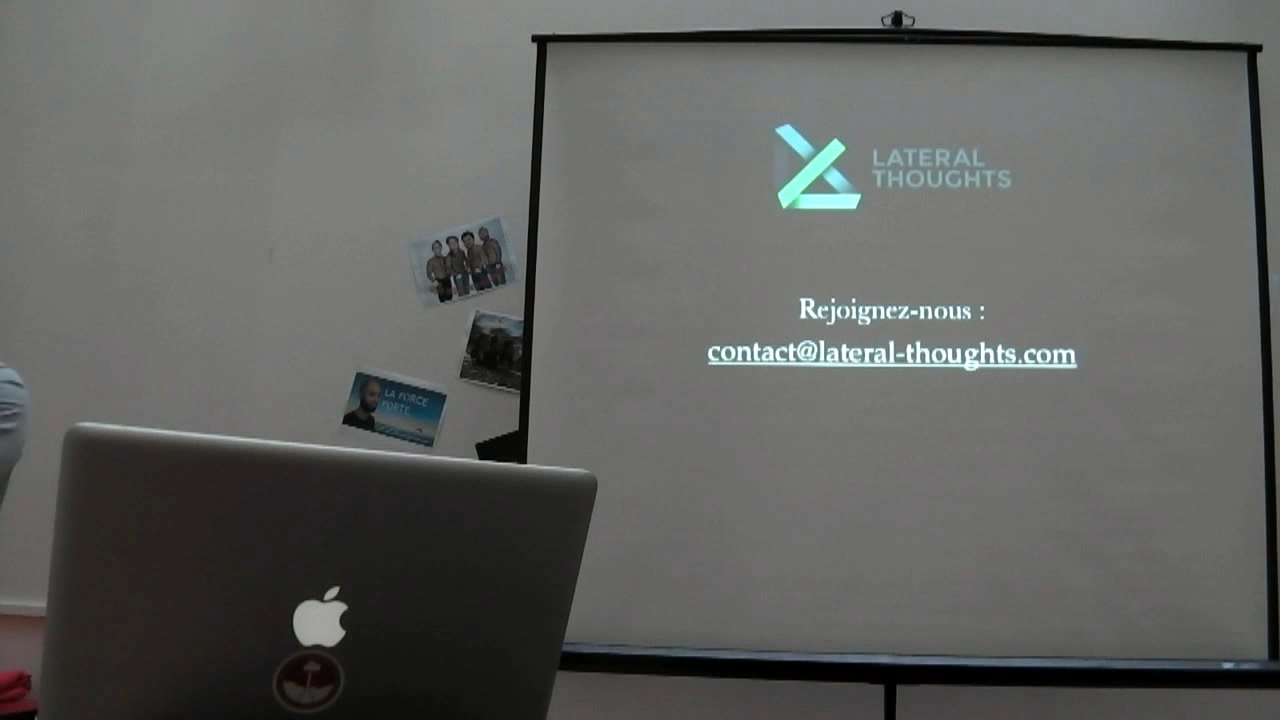 LATERAL
THOUGHTS
Rejoignez-nous :
contact@lateral-thoughts.com
LA FORCE
FORTE